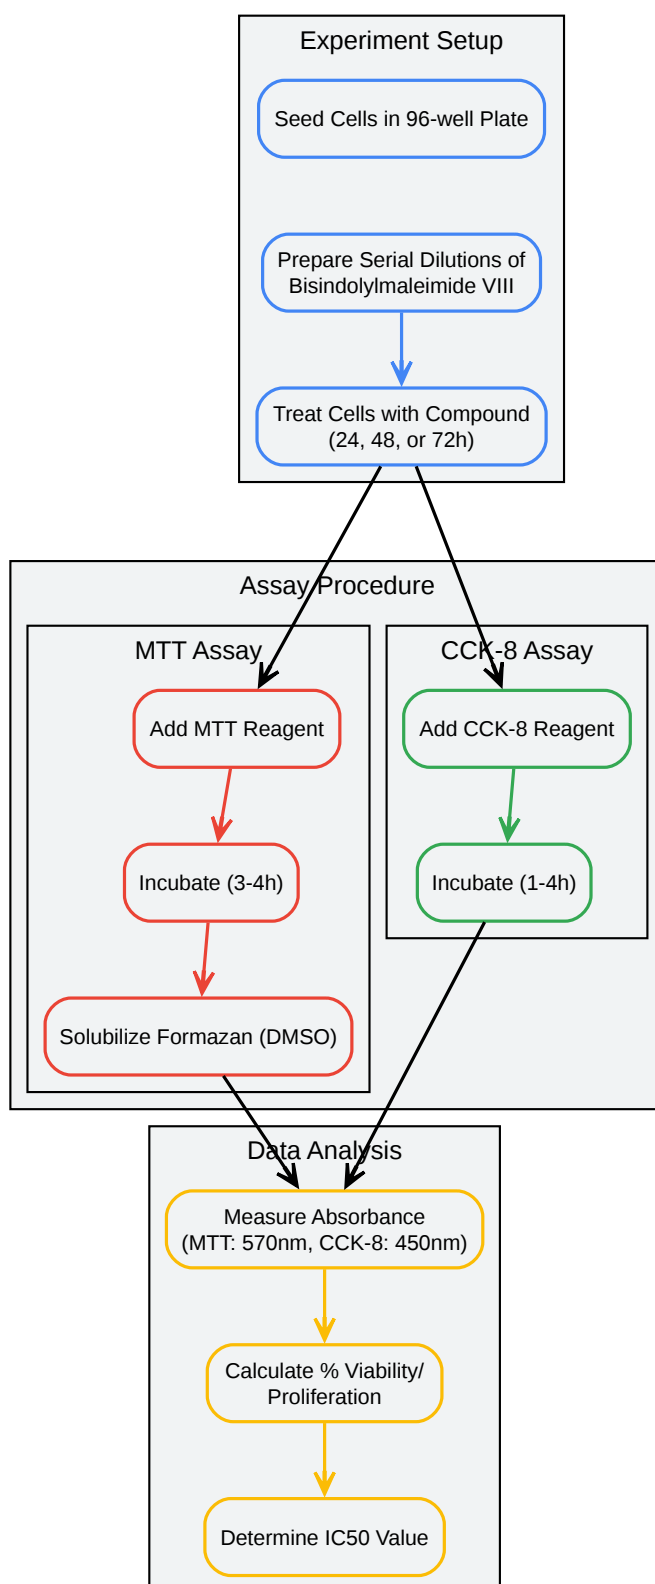 Experiment Setup
Seed Cells in 96-well Plate
Prepare Serial Dilutions of
Bisindolylmaleimide VIII
Treat Cells with Compound
(24, 48, or 72h)
Assay Procedure
MTT Assay
Add MTT Reagent
Incubate (3-4h)
Solubilize Formazan (DMSO)
CCK-8 Assay
Add CCK-8 Reagent
Incubate (1-4h)
Data Analysis
Measure Absorbance
(MTT: 570nm, CCK-8: 450nm)
Calculate % Viability/
Proliferation
Determine IC50 Value